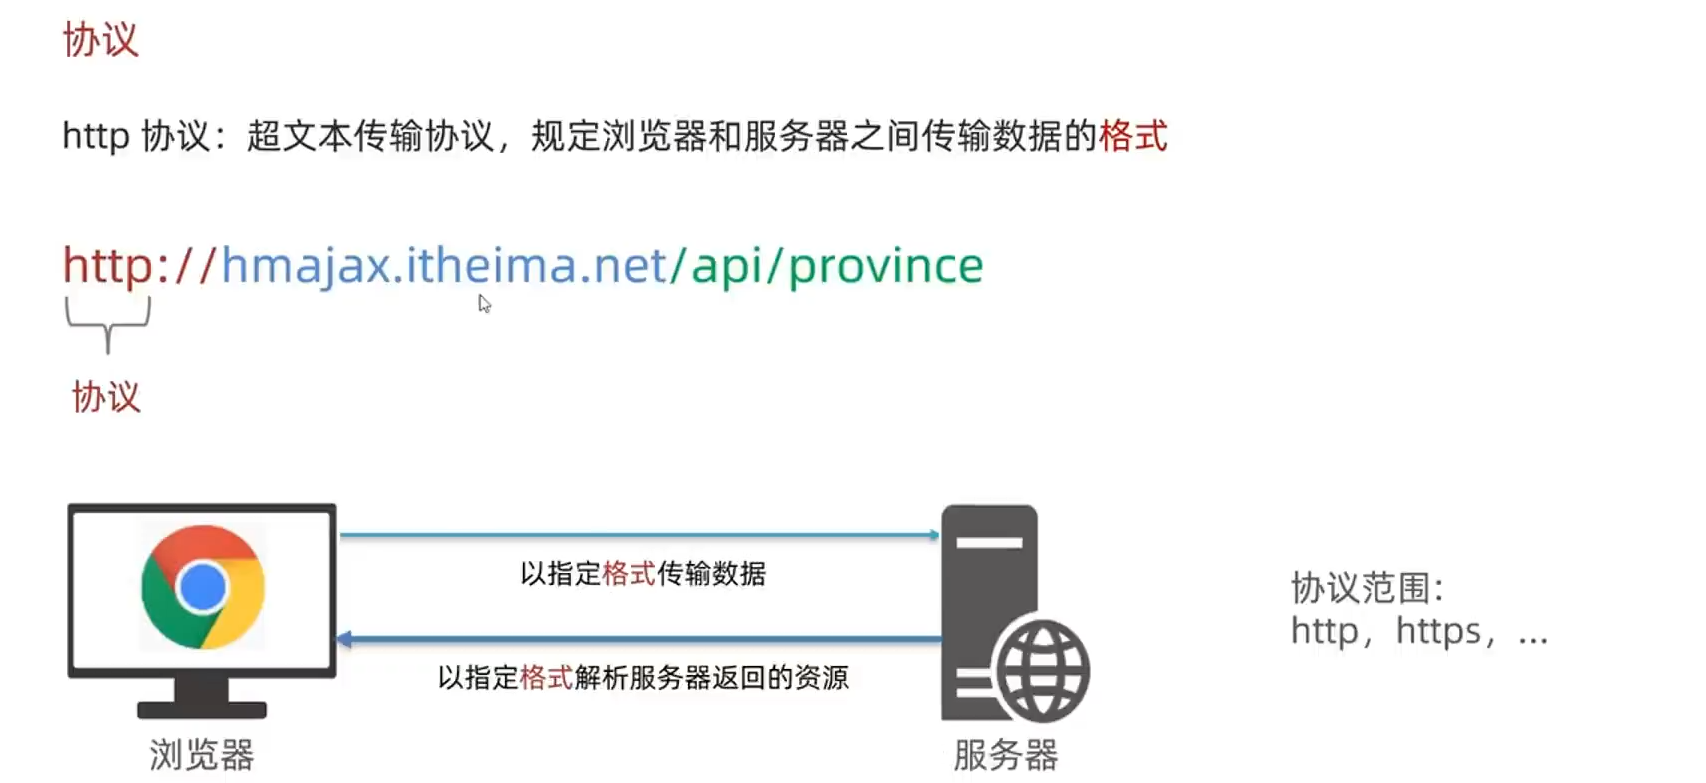 协议
http 协议：超文本传输协议，规定浏览器和服务器之间传输数据的格式
http://hmajax.itheima.net/api/province
协议
以指定格式传输数据
以指定格式解析服务器返回的资源
浏览器
服务器
协议范围：
http，https，...